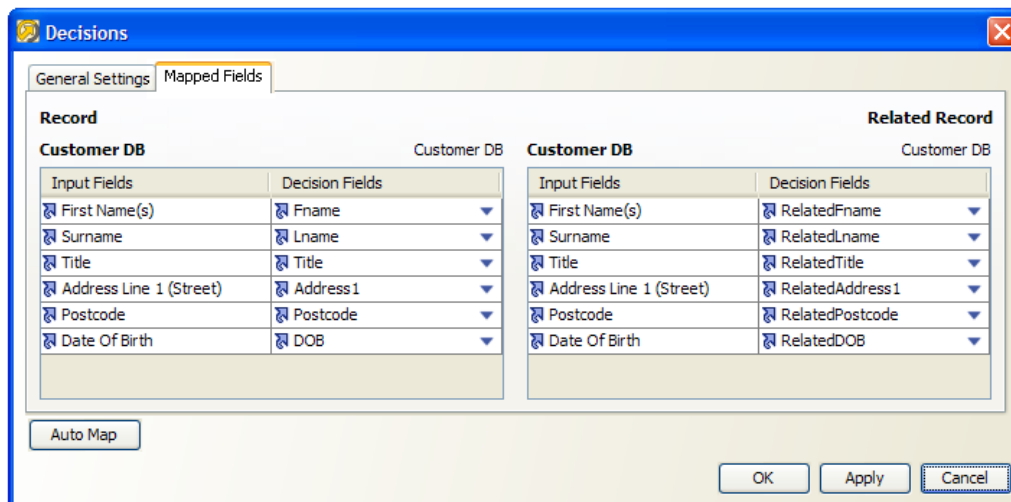 Decisions
General Settings Mapped Fields
Record Related Record
Customer DB Customer DB Customer DB Customer DB
Input Fields Decision Fields Input Fields Decision Fields
First Name(s) Fname First Name(s) RelatedFname
Surname Lname Surname RelatedLname
Title Title Title RelatedTitle
Address Line 1 (Street) Address1 Address Line 1 (Street) RelatedAddress1
Postcode Postcode Postcode RelatedPostcode
Date Of Birth DOB Date Of Birth RelatedDOB
Auto Map
OK Apply Cancel